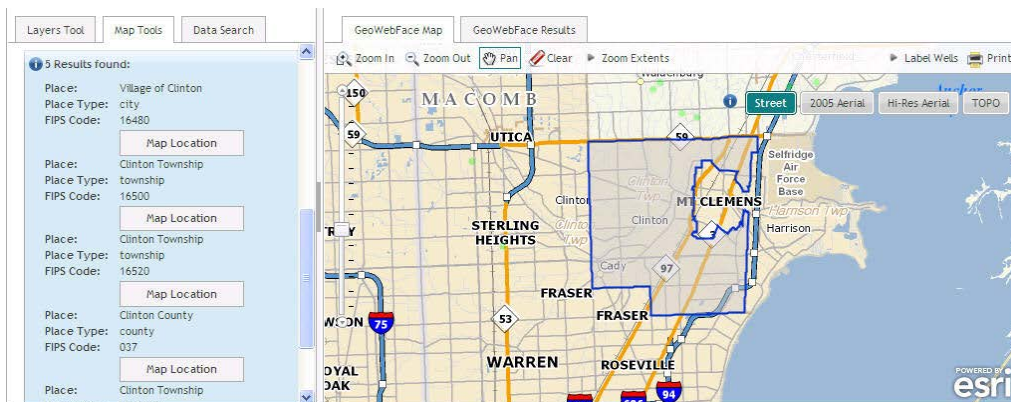 Layers Tool
Map Tools
Data Search
5 Results found:
Place: Village of Clinton
Place Type: city
FIPS Code: 16480
Map Location
Place: Clinton Township
Place Type: township
FIPS Code: 16500
Map Location
Place: Clinton Township
Place Type: township
FIPS Code: 16520
Map Location
Place: Clinton County
Place Type: county
FIPS Code: 037
Map Location
Place: Clinton Township
GeoWebFace Map
GeoWebFace Results
Zoom In
Zoom Out
Pan
Clear
Zoom Extents
Label Wells
Print
Street
2005 Aerial
Hi-Res Aerial
TOPO
150
MACOMB
59
UTICA
59
Selfridge
Air
Force
Base
Clinton
Twp
MT CLEMENS
Harrison Twp
Clinton
Clinton
Harrison
STERLING
HEIGHTS
Clinton
Twp
Cady
97
FRASER
FRASER
53
75
WARREN
ROSEVILLE
94
POWERED BY
esri